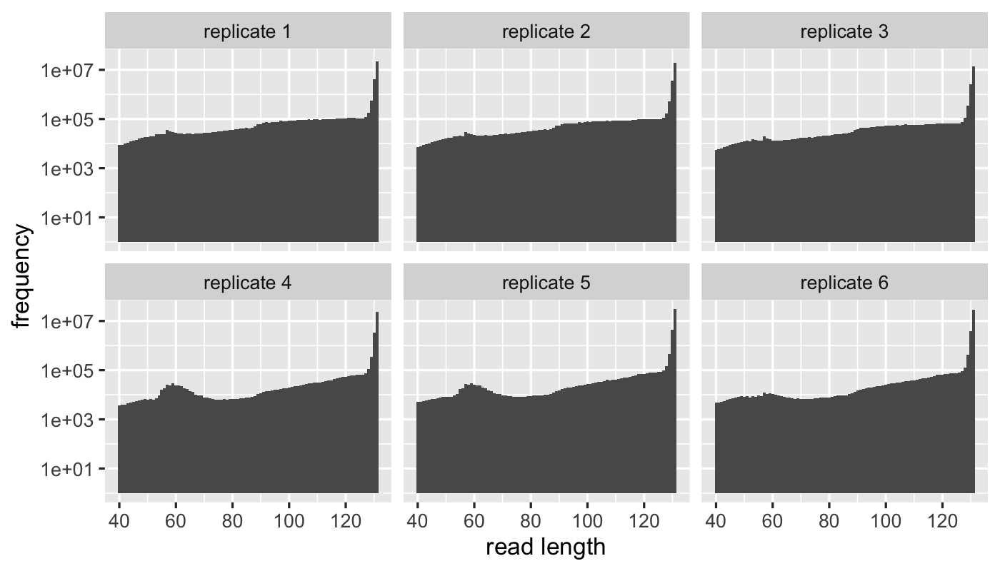 replicate 1 replicate 2 replicate 3
1e+07
1e+05
1e+03
1e+01
replicate 4 replicate 5 replicate 6
1e+07
1e+05
1e+03
1e+01
40 60 80 100 120 40 60 80 100 120 40 60 80 100 120
read length
frequency